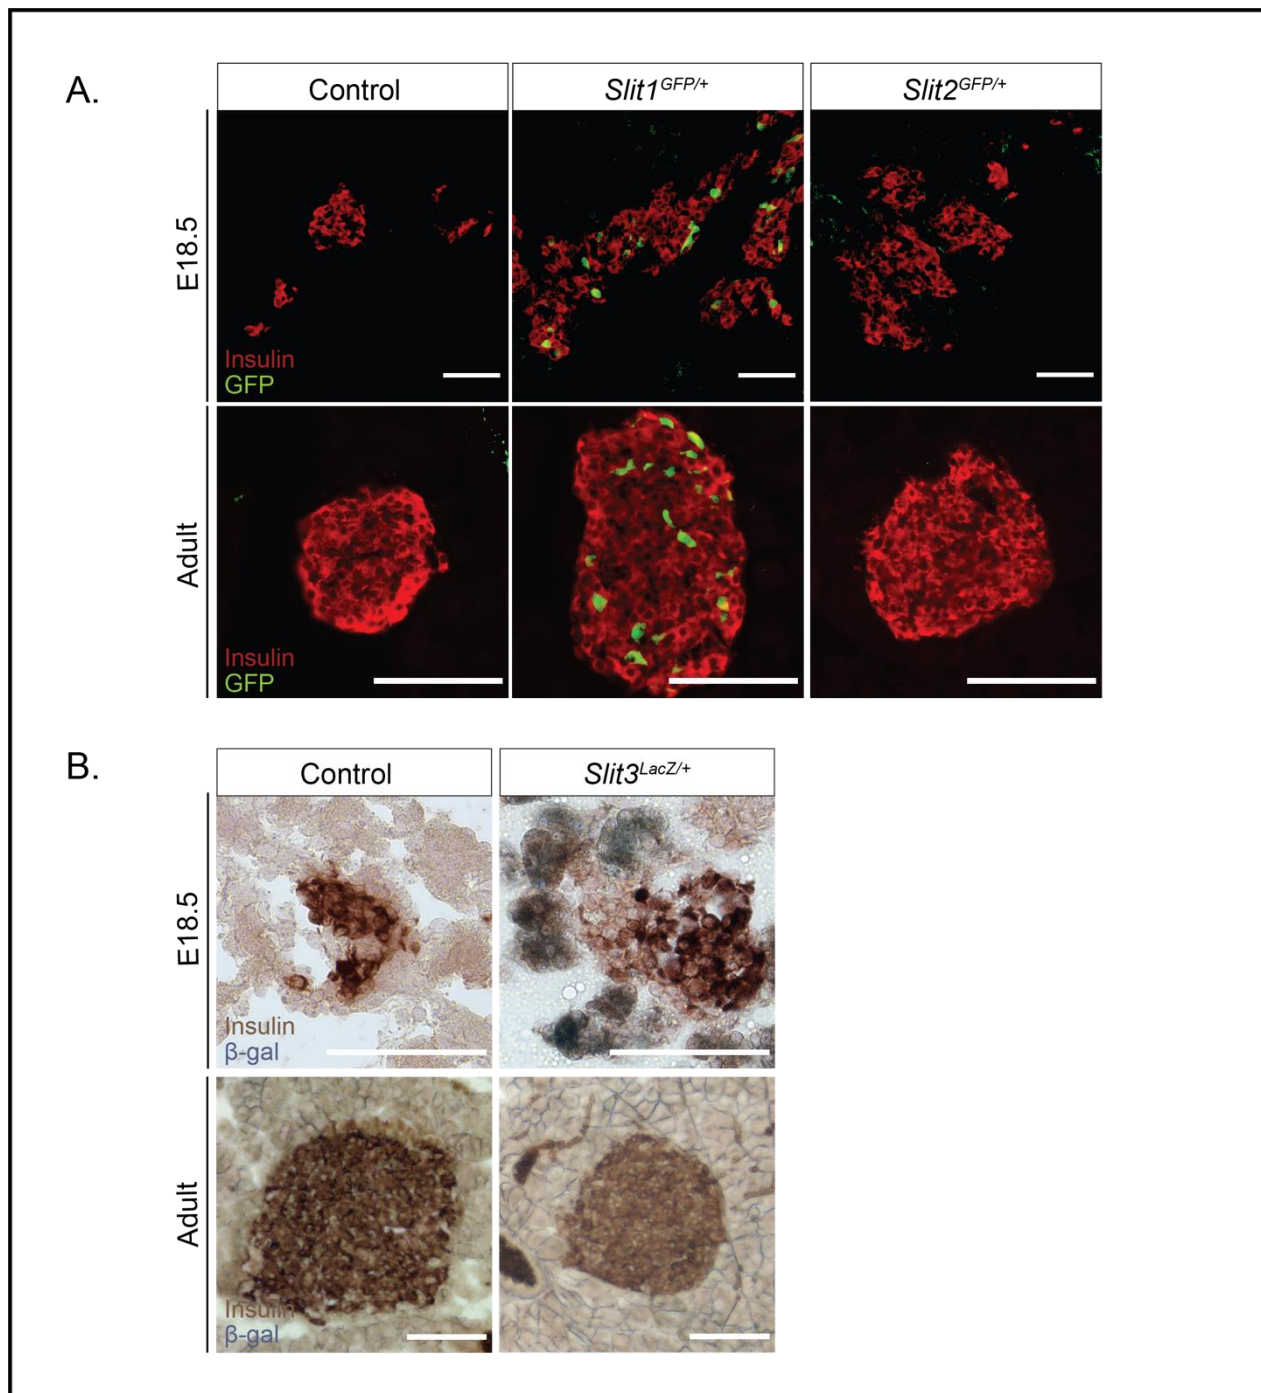 A.
Control
Slit1GFP/+
Slit2GFP/+
E18.5
Insulin
GFP
Adult
Insulin
GFP
B.
Control
Slit3LacZ/+
E18.5
Insulin
β-gal
Adult
Insulin
β-gal